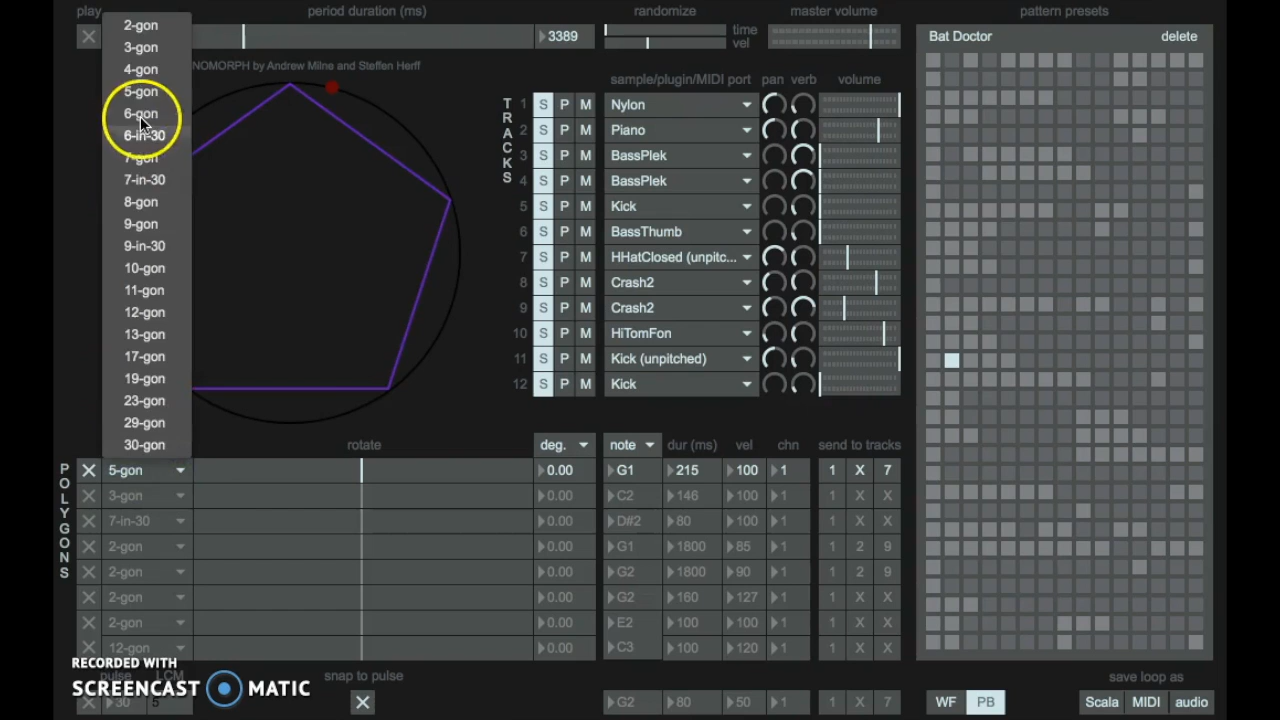 play period duration (ms) randomize master volume pattern presets
3389 time Bat Doctor delete
vel
2-gon
3-gon
4-gon
5-gon
6-gon
6-in-30
7-gon
7-in-30
8-gon
9-gon
9-in-30
10-gon
11-gon
12-gon
13-gon
17-gon
19-gon
23-gon
29-gon
30-gon
NOMORPH by Andrew Milne and Steffen Herff
TRACKS
sample/plugin/MIDI port pan verb volume
1 S P M Nylon
2 S P M Piano
3 S P M BassPlek
4 S P M BassPlek
5 S P M Kick
6 S P M BassThumb
7 S P M HHatClosed (unpitc...
8 S P M Crash2
9 S P M Crash2
10 S P M HiTomFon
11 S P M Kick (unpitched)
12 S P M Kick
rotate deg. note dur (ms) vel chn send to tracks
POLYGONS
X 5-gon 0.00 G1 215 100 1 1 X 7
X 3-gon 0.00 C2 146 100 1 1 X X
X 7-in-30 0.00 D#2 80 100 1 1 X X
X 2-gon 0.00 G1 1800 85 1 1 2 9
X 2-gon 0.00 G2 1800 90 1 1 2 9
X 2-gon 0.00 G2 160 127 1 1 X X
X 2-gon 0.00 E2 100 100 1 1 X X
X 12-gon 0.00 C3 100 120 1 1 X X
RECORDED WITH
SCREENCAST MATIC
pulse LCM snap to pulse save loop as
X 30 5 X G2 80 50 1 1 X 7 WF PB Scala MIDI audio